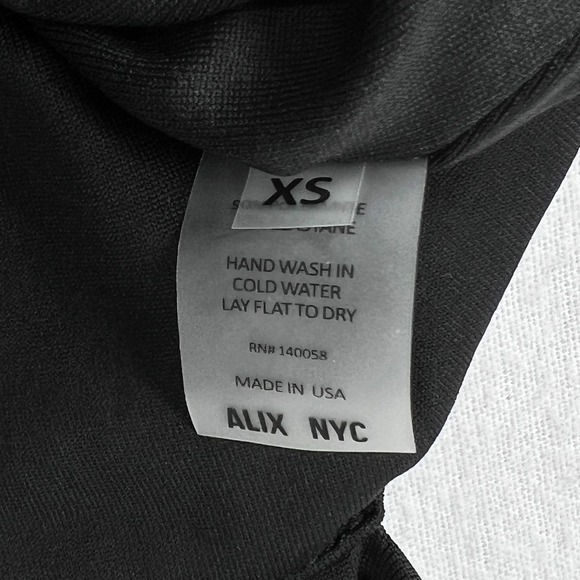 XS
HAND WASH IN
COLD WATER
LAY FLAT TO DRY
RN# 140058
MADE IN USA
ALIX NYC